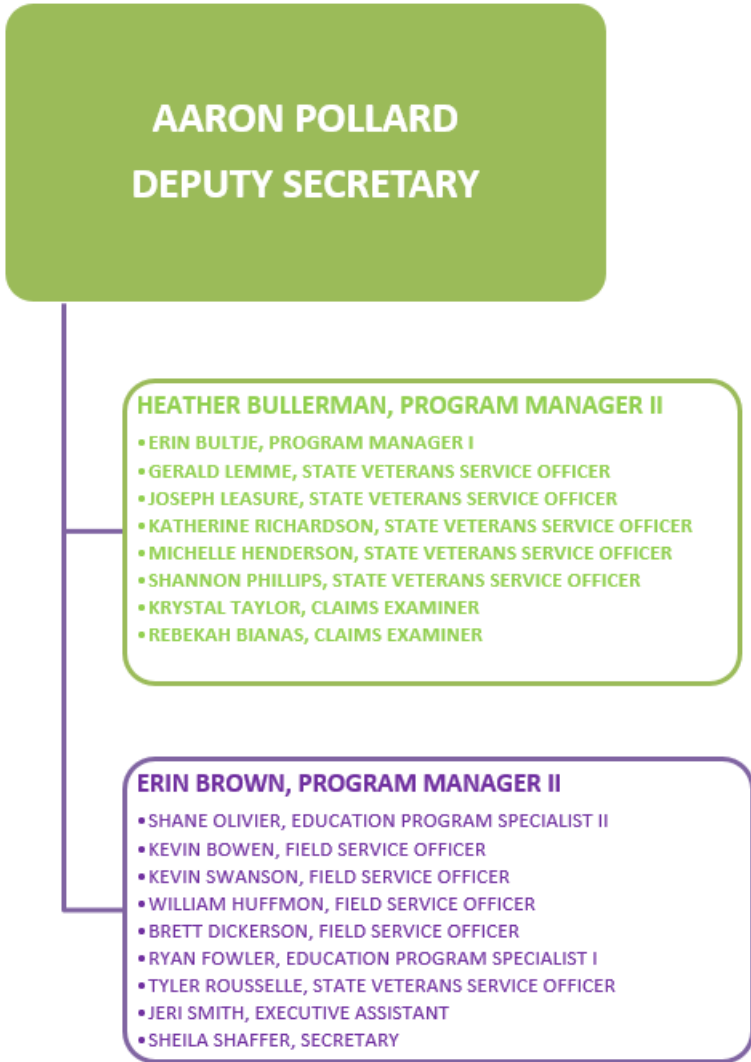 AARON POLLARD
DEPUTY SECRETARY
HEATHER BULLERMAN, PROGRAM MANAGER II
•ERIN BULTJE, PROGRAM MANAGER I
•GERALD LEMME, STATE VETERANS SERVICE OFFICER
•JOSEPH LEASURE, STATE VETERANS SERVICE OFFICER
•KATHERINE RICHARDSON, STATE VETERANS SERVICE OFFICER
•MICHELLE HENDERSON, STATE VETERANS SERVICE OFFICER
•SHANNON PHILLIPS, STATE VETERANS SERVICE OFFICER
•KRYSTAL TAYLOR, CLAIMS EXAMINER
•REBEKAH BIANAS, CLAIMS EXAMINER
ERIN BROWN, PROGRAM MANAGER II
•SHANE OLIVIER, EDUCATION PROGRAM SPECIALIST II
•KEVIN BOWEN, FIELD SERVICE OFFICER
•KEVIN SWANSON, FIELD SERVICE OFFICER
•WILLIAM HUFFMON, FIELD SERVICE OFFICER
•BRETT DICKERSON, FIELD SERVICE OFFICER
•RYAN FOWLER, EDUCATION PROGRAM SPECIALIST I
•TYLER ROUSSELLE, STATE VETERANS SERVICE OFFICER
•JERI SMITH, EXECUTIVE ASSISTANT
•SHEILA SHAFFER, SECRETARY